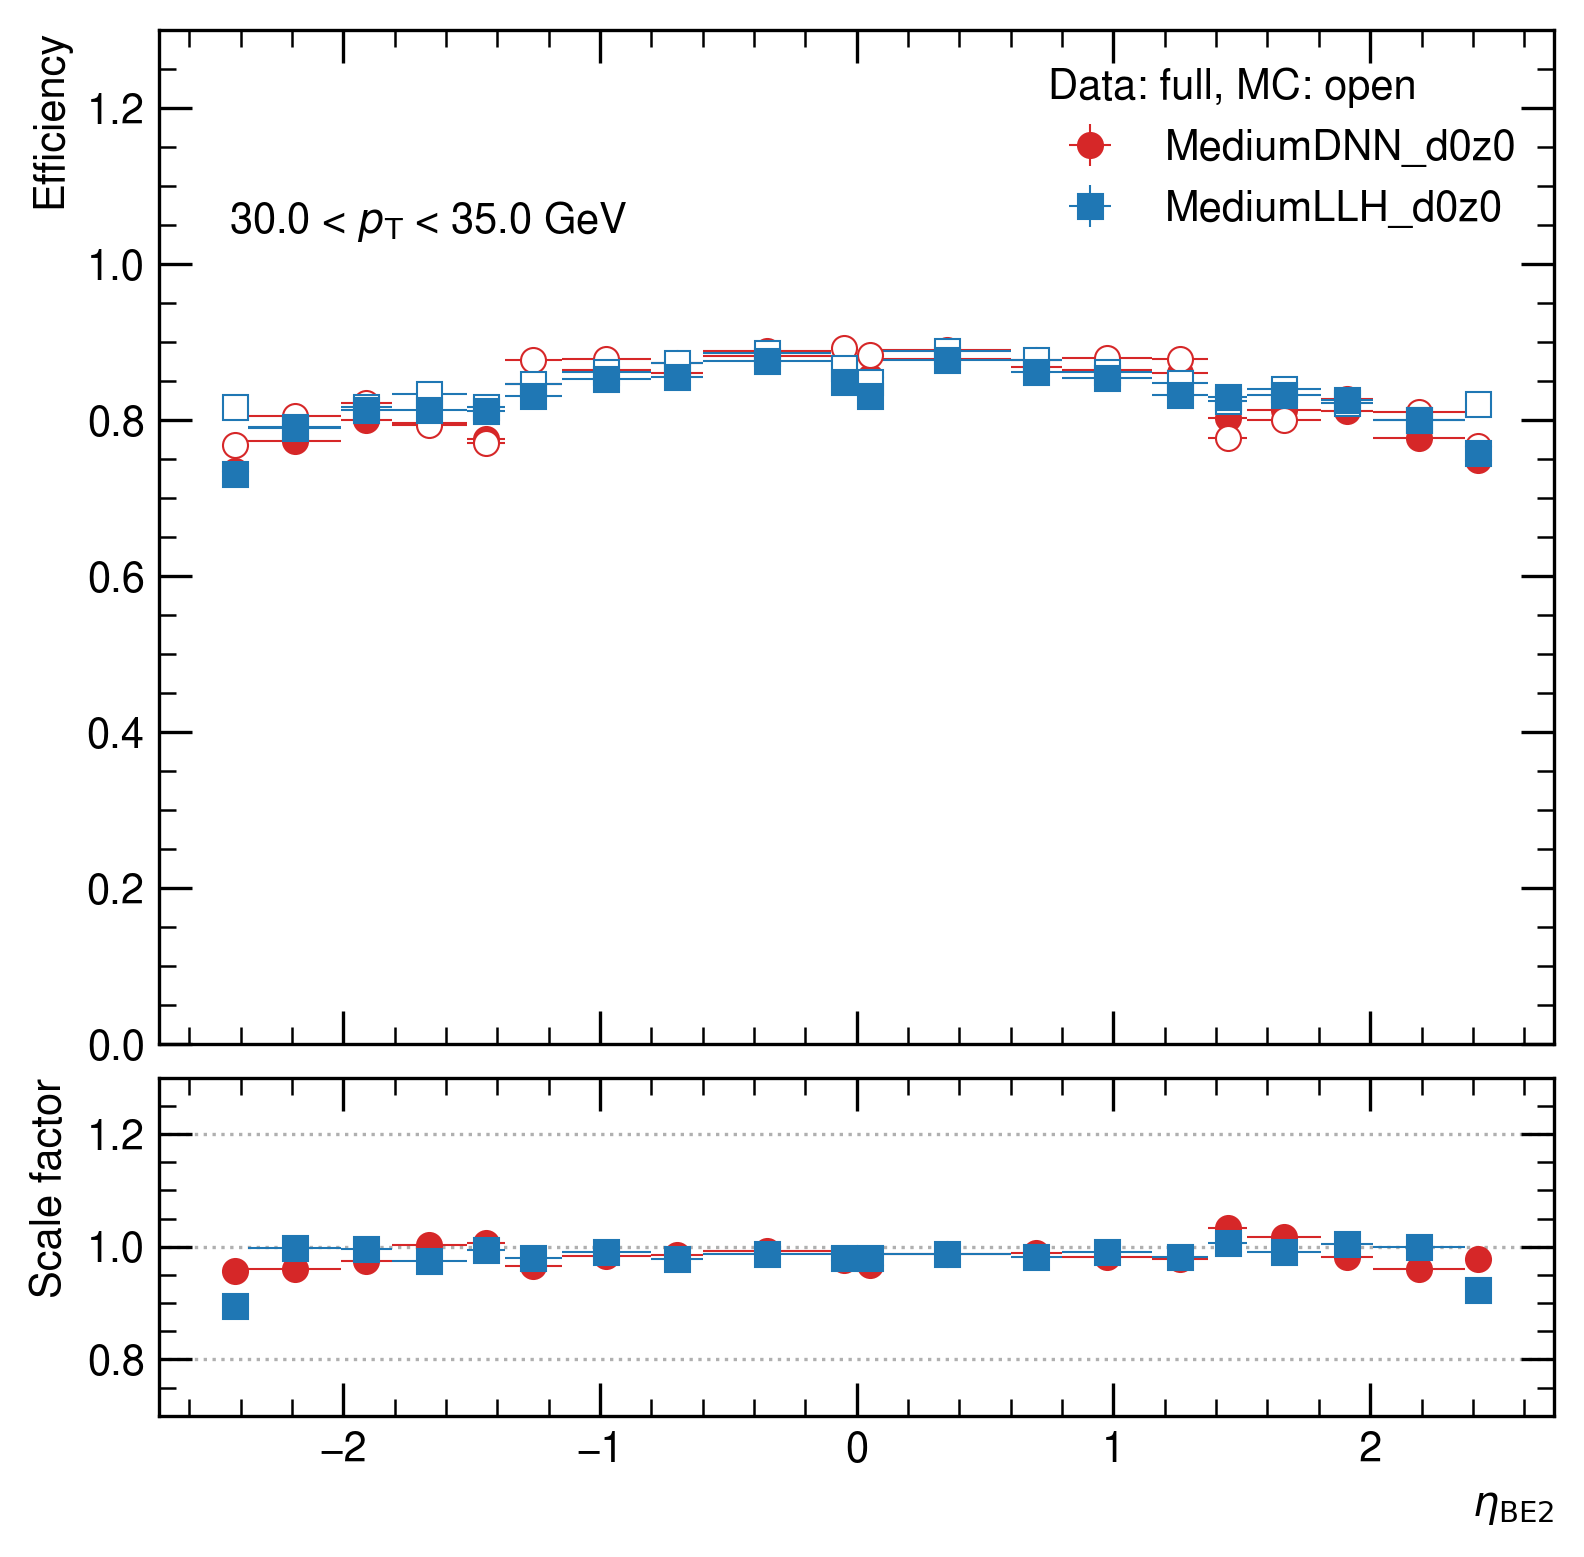 Efficiency
Data: full, MC: open
MediumDNN_d0z0
MediumLLH_d0z0
30.0 < pT < 35.0 GeV
1.2
1.0
0.8
0.6
0.4
0.2
0.0
Scale factor
1.2
1.0
0.8
−2 −1 0 1 2
ηBE2